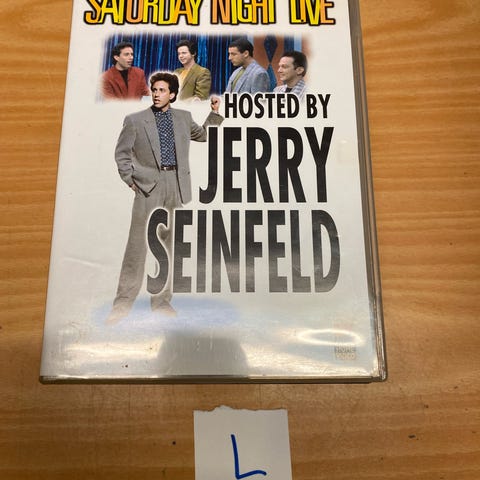 SATURDAY NIGHT LIVE
HOSTED BY
JERRY
SEINFELD
L